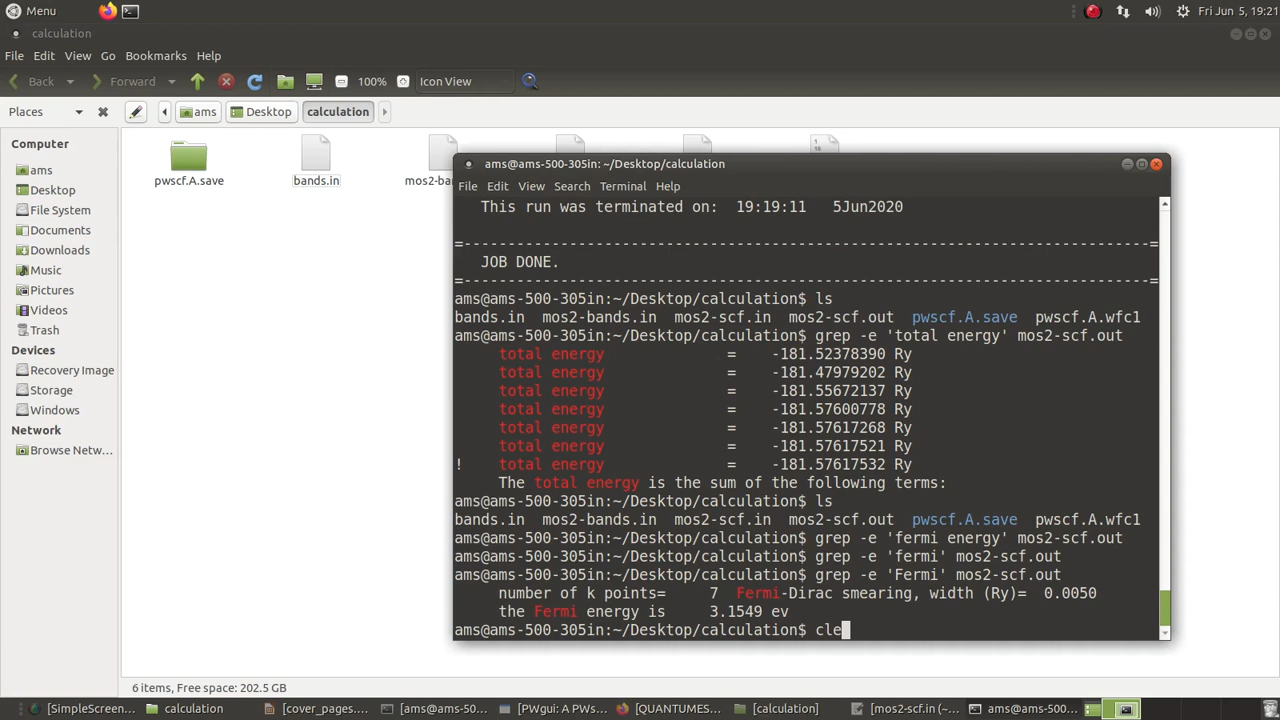 Menu
Fri Jun 5, 19:21
calculation
File Edit View Go Bookmarks Help
Back Forward 100% Icon View
Places ams Desktop calculation
Computer
ams
Desktop
File System
Documents
Downloads
Music
Pictures
Videos
Trash
Devices
Recovery Image
Storage
Windows
Network
Browse Netw...
pwscf.A.save bands.in mos2-ba
ams@ams-500-305in: ~/Desktop/calculation
File Edit View Search Terminal Help
This run was terminated on: 19:19:11 5Jun2020
=------------------------------------------------------------------------------=
JOB DONE.
=------------------------------------------------------------------------------=
ams@ams-500-305in:~/Desktop/calculation$ ls
bands.in mos2-bands.in mos2-scf.in mos2-scf.out pwscf.A.save pwscf.A.wfc1
ams@ams-500-305in:~/Desktop/calculation$ grep -e 'total energy' mos2-scf.out
total energy = -181.52378390 Ry
total energy = -181.47979202 Ry
total energy = -181.55672137 Ry
total energy = -181.57600778 Ry
total energy = -181.57617268 Ry
total energy = -181.57617521 Ry
! total energy = -181.57617532 Ry
The total energy is the sum of the following terms:
ams@ams-500-305in:~/Desktop/calculation$ ls
bands.in mos2-bands.in mos2-scf.in mos2-scf.out pwscf.A.save pwscf.A.wfc1
ams@ams-500-305in:~/Desktop/calculation$ grep -e 'fermi energy' mos2-scf.out
ams@ams-500-305in:~/Desktop/calculation$ grep -e 'fermi' mos2-scf.out
ams@ams-500-305in:~/Desktop/calculation$ grep -e 'Fermi' mos2-scf.out
number of k points= 7 Fermi-Dirac smearing, width (Ry)= 0.0050
the Fermi energy is 3.1549 ev
ams@ams-500-305in:~/Desktop/calculation$ cle
6 items, Free space: 202.5 GB
[SimpleScreen... calculation [cover_pages.... [ams@ams-50... [PWgui: A PWs... [QUANTUMES... [calculation] [mos2-scf.in (~... ams@ams-500...